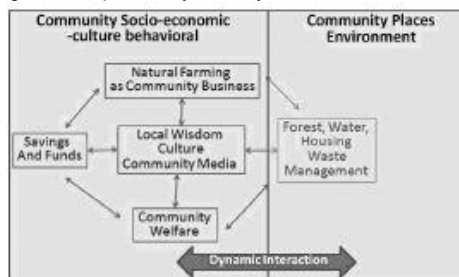 Community Socio-economic
-culture behavioral
Community Places
Environment
Natural Farming
as Community Business
Savings
And Funds
Local Wisdom
Culture
Community Media
Forest, Water,
Housing
Waste
Management
Community
Welfare
Dynamic Interaction